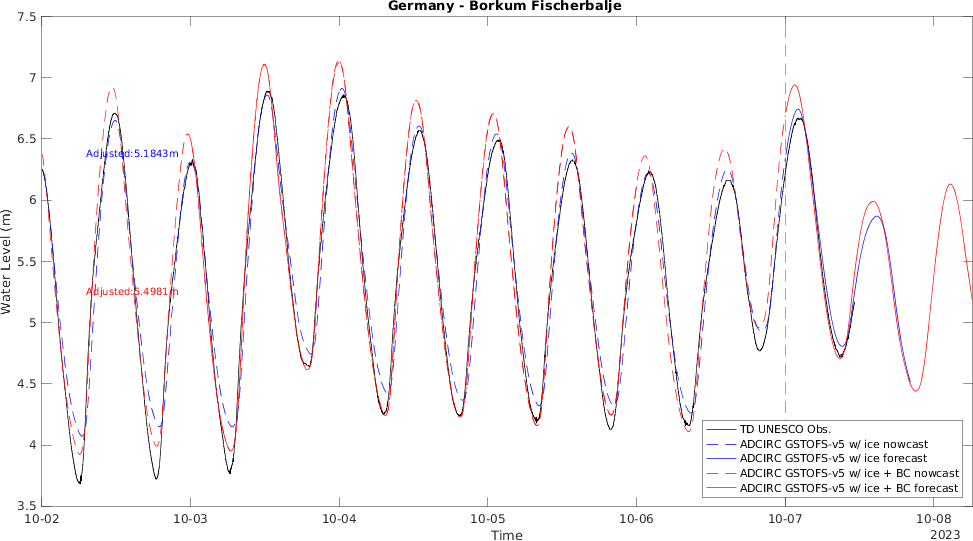 Germany - Borkum Fischerbalje
7.5
7
6.5
6
5.5
5
4.5
4
3.5
Water Level (m)
Adjusted:5.1843m
Adjusted:5.4981m
TD UNESCO Obs.
ADCIRC GSTOFS-v5 w/ ice nowcast
ADCIRC GSTOFS-v5 w/ ice forecast
ADCIRC GSTOFS-v5 w/ ice + BC nowcast
ADCIRC GSTOFS-v5 w/ ice + BC forecast
10-02 10-03 10-04 10-05 10-06 10-07 10-08
Time
2023